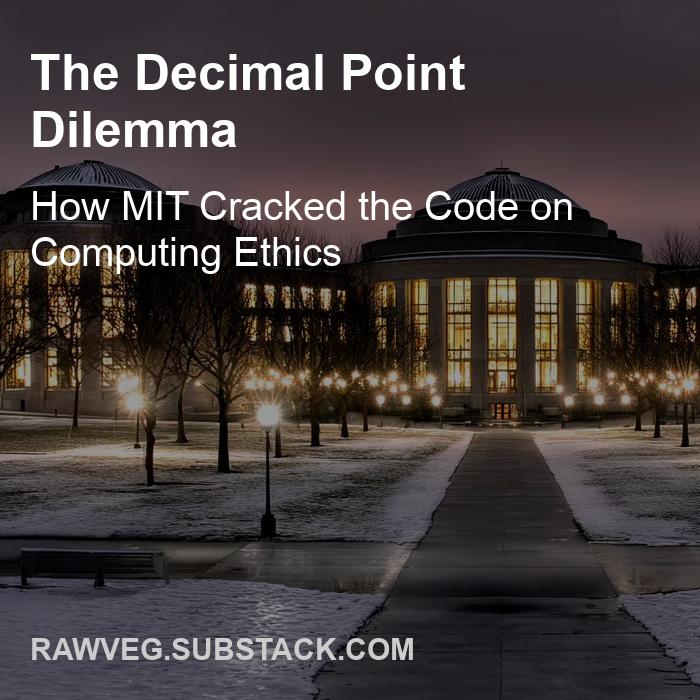 The Decimal Point
Dilemma
How MIT Cracked the Code on
Computing Ethics
RAWVEG.SUBSTACK.COM